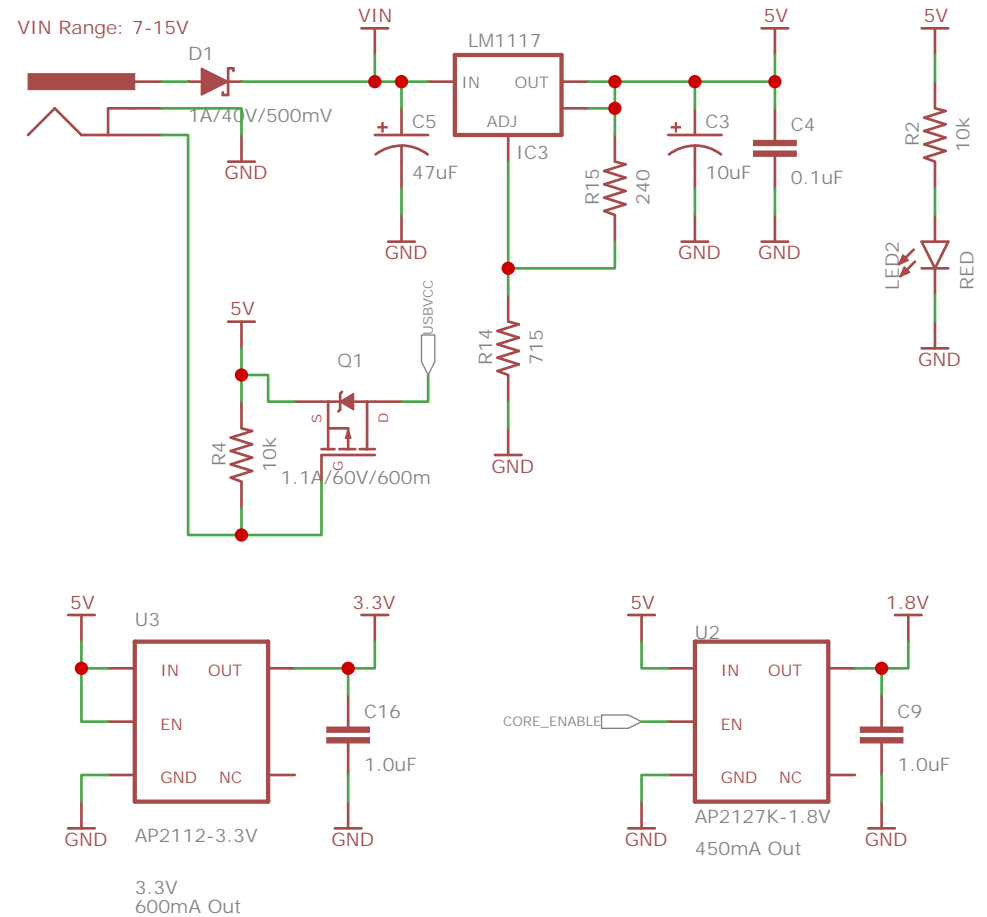 VIN Range: 7-15V
VIN
D1
1A/40V/500mV
GND
C5
47uF
GND
LM1117
IN
OUT
ADJ
IC3
R15
240
5V
C3
10uF
GND
C4
0.1uF
GND
5V
R2
10k
LED2
RED
GND
R14
715
GND
5V
R4
10k
Q1
S
D
G
1.1A/60V/600m
USBVCC
5V
U3
3.3V
IN
OUT
EN
GND
NC
C16
1.0uF
GND
GND
AP2112-3.3V
3.3V
600mA Out
5V
U2
1.8V
IN
OUT
CORE_ENABLE
EN
GND
NC
C9
1.0uF
GND
GND
AP2127K-1.8V
450mA Out